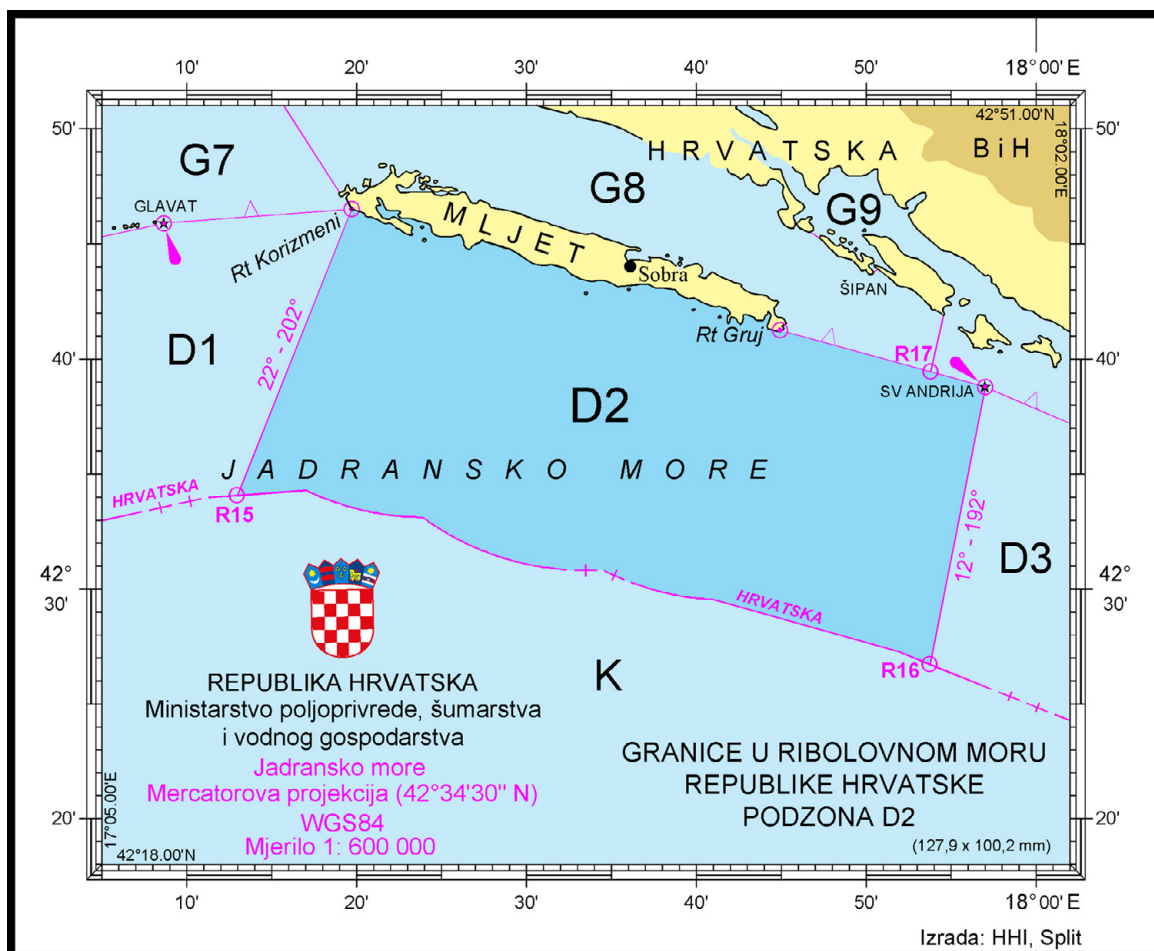 10' 20' 30' 40' 50' 18°00' E
50' 42°51.00'N 50'
18°02.00'E
G7
HRVATSKA
BiH
G8
G9
GLAVAT
Rt Korizmeni
MLJET
Sobra
ŠIPAN
40' 40'
D1
22° - 202°
Rt Gruj
R17
SV ANDRIJA
D2
JADRANSKO MORE
HRVATSKA
R15
12° - 192°
D3
42° 42°
30' 30'
HRVATSKA
R16
K
REPUBLIKA HRVATSKA
Ministarstvo poljoprivrede, šumarstva
i vodnog gospodarstva
Jadransko more
Mercatorova projekcija (42°34'30" N)
WGS84
Mjerilo 1: 600 000
GRANICE U RIBOLOVNOM MORU
REPUBLIKE HRVATSKE
PODZONA D2
(127,9 x 100,2 mm)
20' 20'
17°05.00'E
42°18.00'N
10' 20' 30' 40' 50' 18°00' E
Izrada: HHI, Split